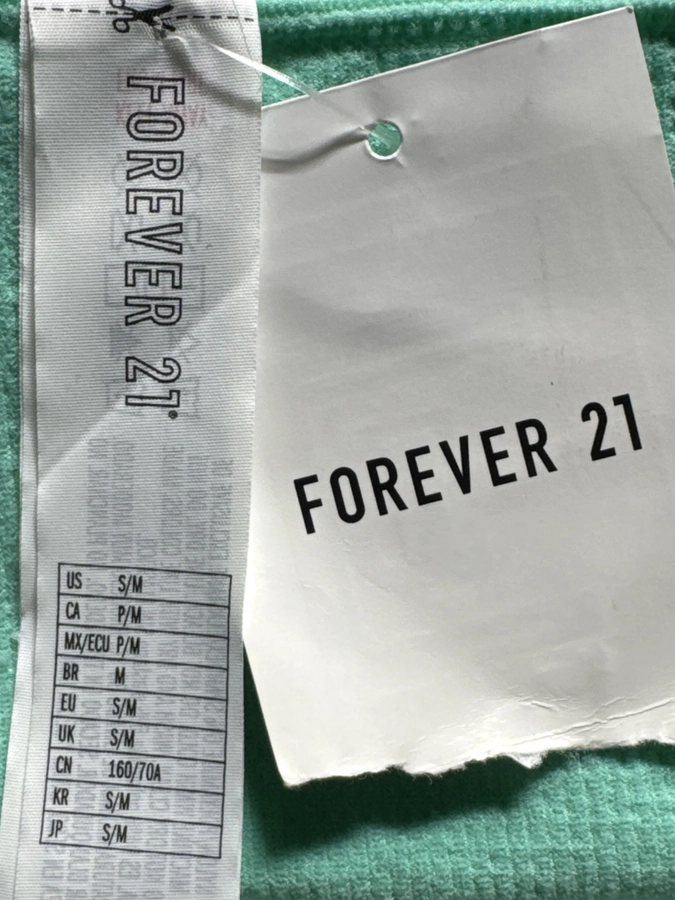 FOREVER 21
US S/M
CA P/M
MX/ECU P/M
BR M
EU S/M
UK S/M
CN 160/70A
KR S/M
JP S/M
FOREVER 21